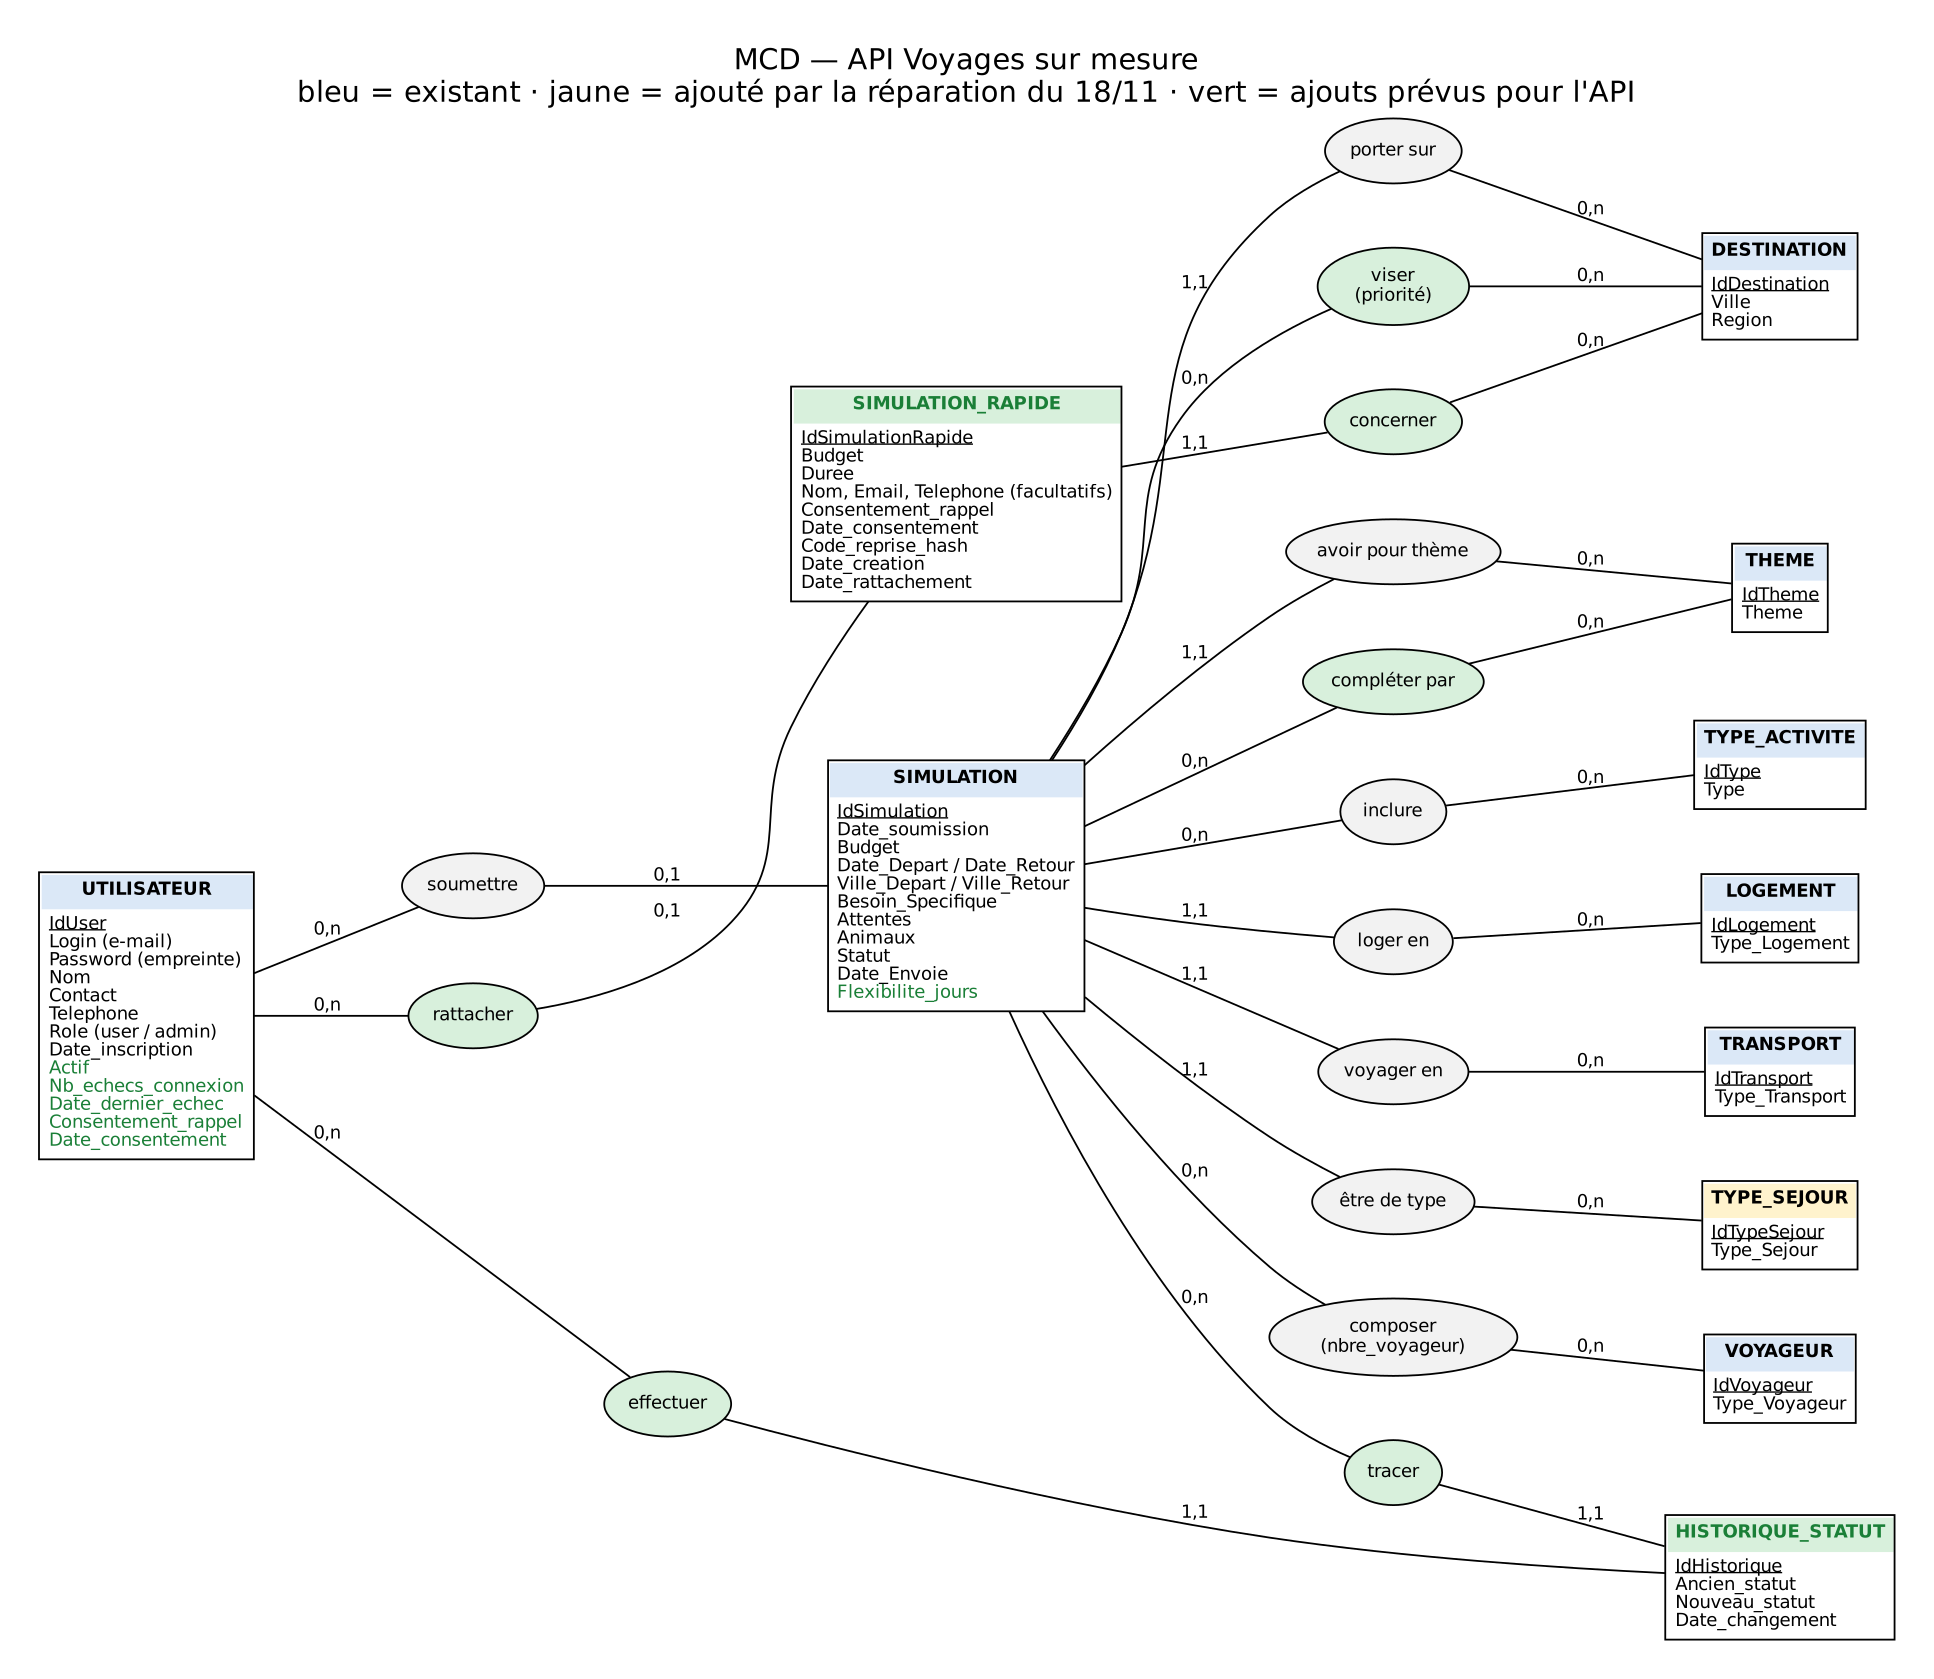 MCD — API Voyages sur mesure
bleu = existant · jaune = ajouté par la réparation du 18/11 · vert = ajouts prévus pour l'API
porter sur
0,n
DESTINATION
IdDestination
Ville
Region
1,1
viser
(priorité)
0,n
0,n
concerner
0,n
1,1
SIMULATION_RAPIDE
IdSimulationRapide
Budget
Duree
Nom, Email, Telephone (facultatifs)
Consentement_rappel
Date_consentement
Code_reprise_hash
Date_creation
Date_rattachement
avoir pour thème
0,n
1,1
THEME
IdTheme
Theme
compléter par
0,n
0,n
TYPE_ACTIVITE
IdType
Type
inclure
0,n
0,n
SIMULATION
IdSimulation
Date_soumission
Budget
Date_Depart / Date_Retour
Ville_Depart / Ville_Retour
Besoin_Specifique
Attentes
Animaux
Statut
Date_Envoie
Flexibilite_jours
UTILISATEUR
IdUser
Login (e-mail)
Password (empreinte)
Nom
Contact
Telephone
Role (user / admin)
Date_inscription
Actif
Nb_echecs_connexion
Date_dernier_echec
Consentement_rappel
Date_consentement
soumettre
0,n
0,1
rattacher
0,n
0,1
1,1
loger en
0,n
LOGEMENT
IdLogement
Type_Logement
1,1
voyager en
0,n
TRANSPORT
IdTransport
Type_Transport
1,1
être de type
0,n
TYPE_SEJOUR
IdTypeSejour
Type_Sejour
0,n
composer
(nbre_voyageur)
0,n
VOYAGEUR
IdVoyageur
Type_Voyageur
0,n
effectuer
1,1
0,n
tracer
1,1
HISTORIQUE_STATUT
IdHistorique
Ancien_statut
Nouveau_statut
Date_changement